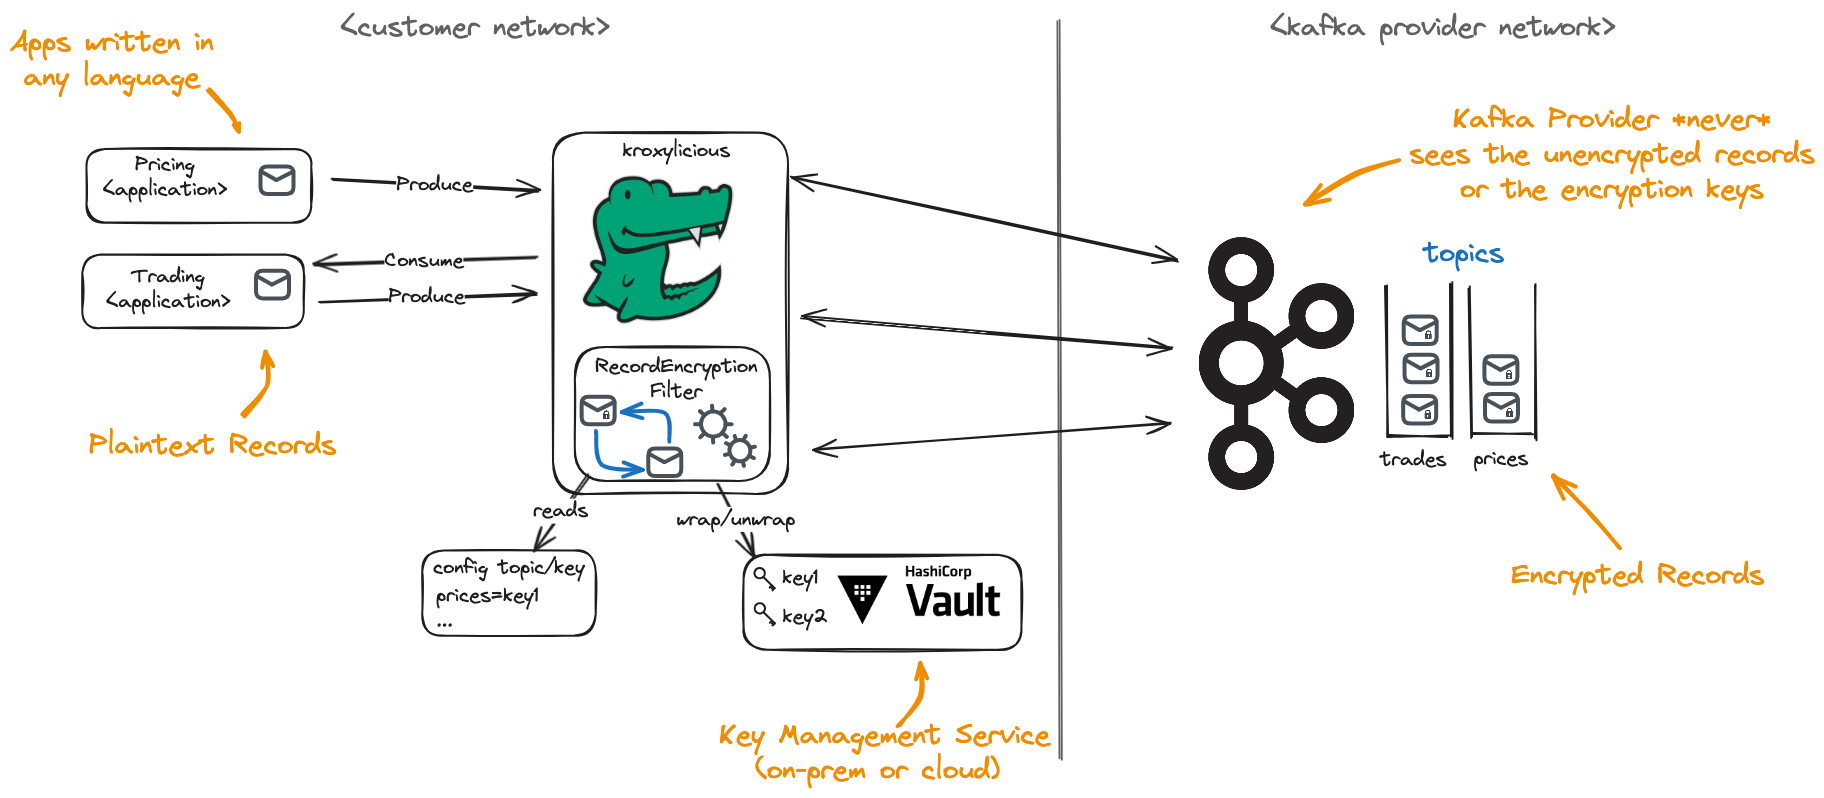 <customer network>
<kafka provider network>
Apps written in
any language
Kafka Provider *never*
sees the unencrypted records
or the encryption keys
Pricing
<application>
Produce
kroxylicious
Trading
<application>
Consume
Produce
topics
RecordEncryption
Filter
Plaintext Records
trades
prices
reads
wrap/unwrap
config topic/key
prices=key1
...
key1
key2
HashiCorp
Vault
Encrypted Records
Key Management Service
(on-prem or cloud)